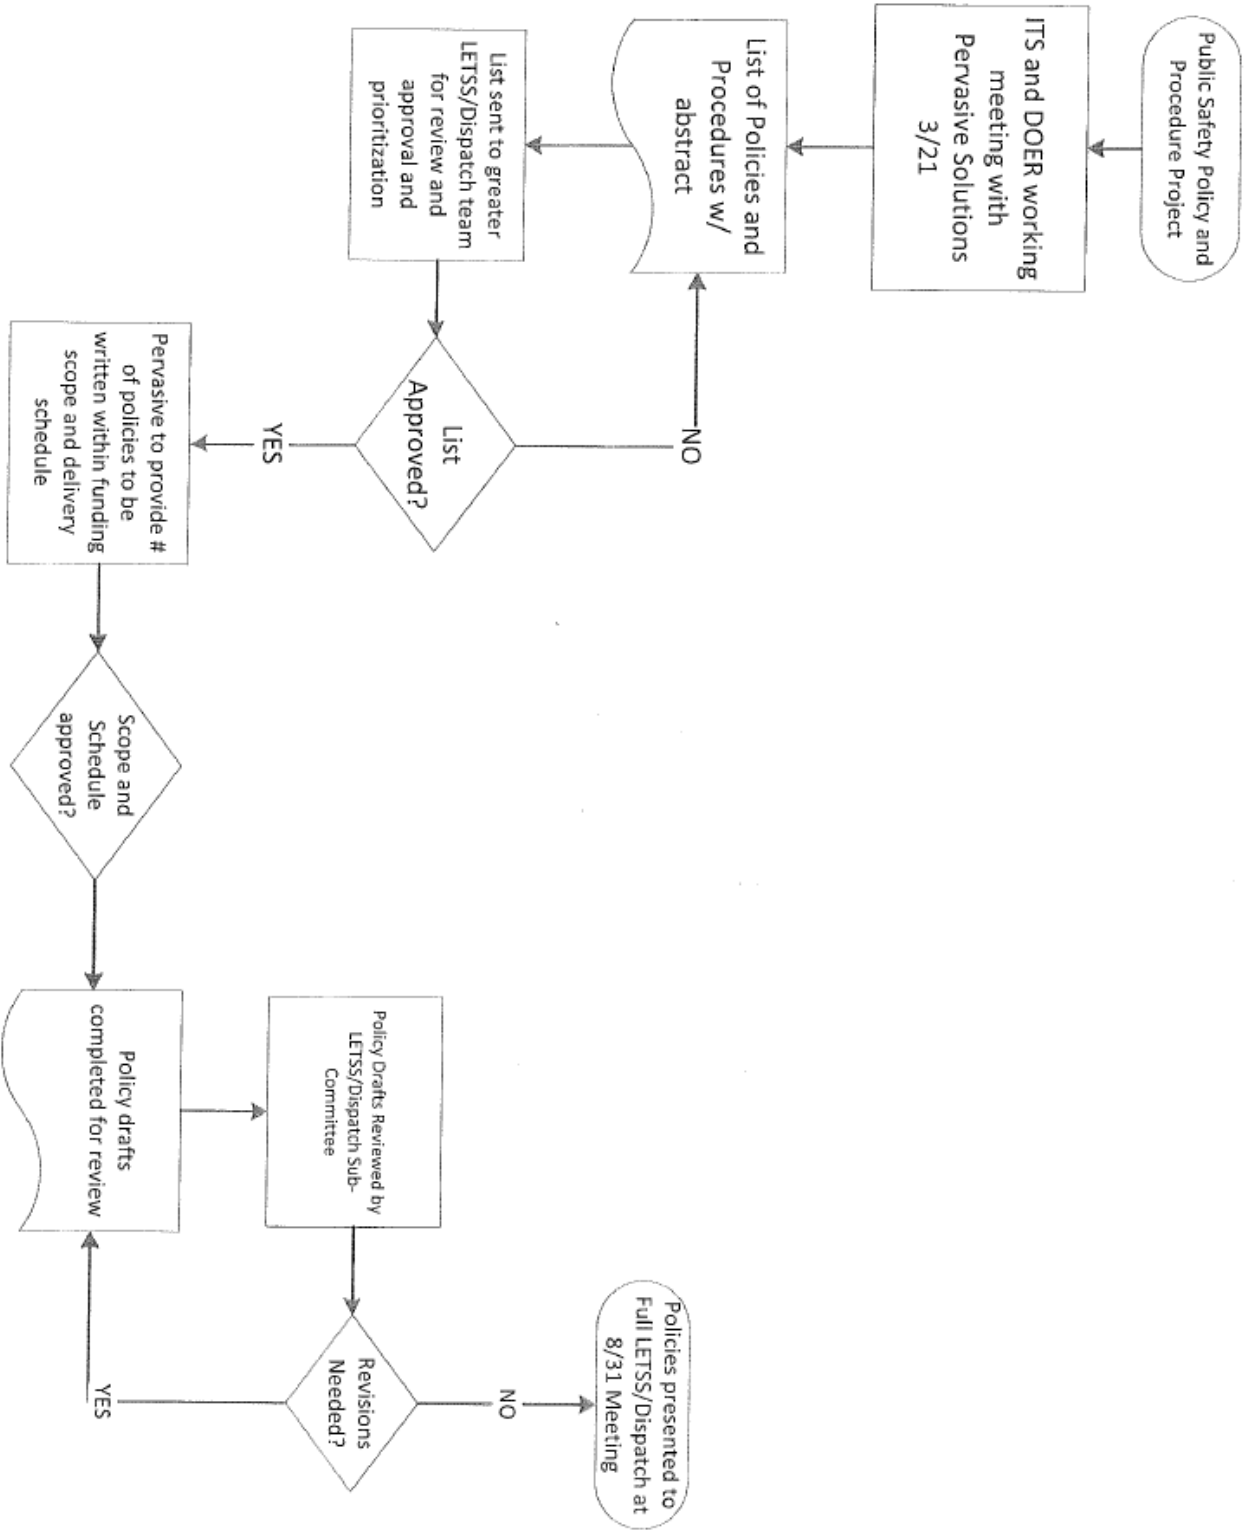 Public Safety Policy and
Procedure Project
ITS and DOER working
meeting with
Pervasive Solutions
3/21
List of Policies and
Procedures w/
abstract
List sent to greater
LETSS/Dispatch team
for review and
approval and
prioritization
List
Approved?
NO
YES
Pervasive to provide #
of policies to be
written within funding
scope and delivery
schedule
Scope and
Schedule
approved?
Policy drafts
completed for review
Policy Drafts Reviewed by
LETSS/Dispatch Sub-
Committee
Revisions
Needed?
YES
NO
Policies presented to
Full LETSS/Dispatch at
8/31 Meeting